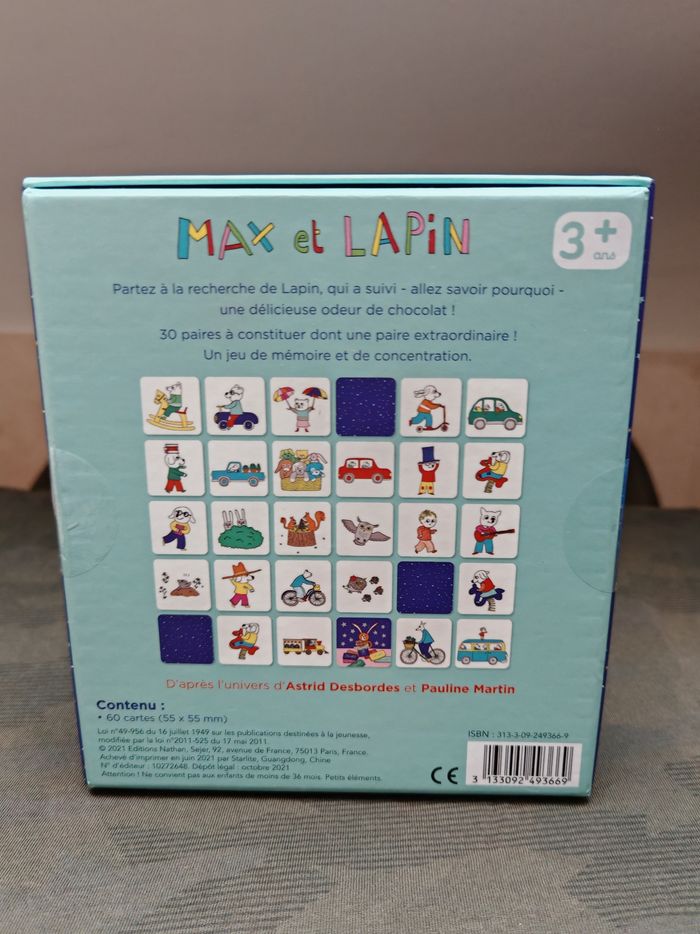 MAX et LAPiN
3+
ans
Partez à la recherche de Lapin, qui a suivi - allez savoir pourquoi -
une délicieuse odeur de chocolat !
30 paires à constituer dont une paire extraordinaire !
Un jeu de mémoire et de concentration.
D'après l'univers d'Astrid Desbordes et Pauline Martin
Contenu :
• 60 cartes (55 x 55 mm)
Loi n°49-956 du 16 juillet 1949 sur les publications destinées à la jeunesse,
modifiée par la loi n°2011-525 du 17 mai 2011.
© 2021 Editions Nathan, Sejer, 92, avenue de France, 75013 Paris, France.
Achevé d'imprimer en juin 2021 par Starlite, Guangdong, Chine
N° d'éditeur : 10272648. Dépôt légal : octobre 2021
Attention ! Ne convient pas aux enfants de moins de 36 mois. Petits éléments.
CE
ISBN : 313-3-09-249366-9
3 133092 493669